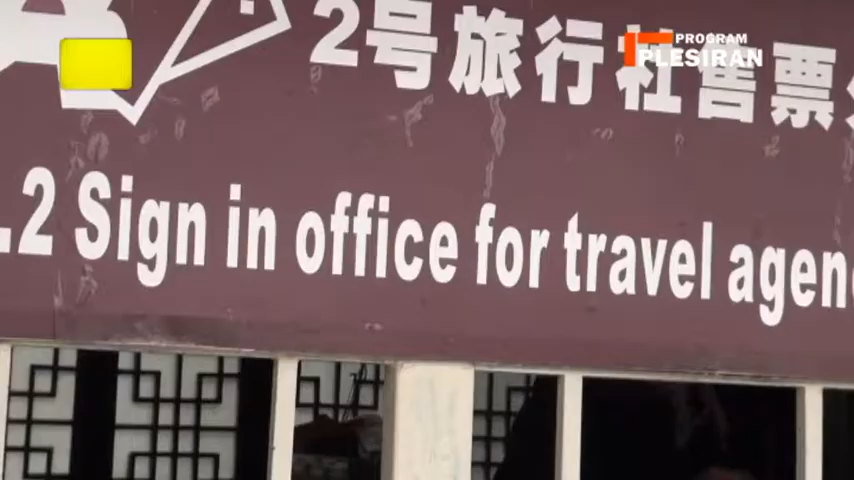 PROGRAM
PLESIRAN
2号旅行社售票
.2 Sign in office for travel agen